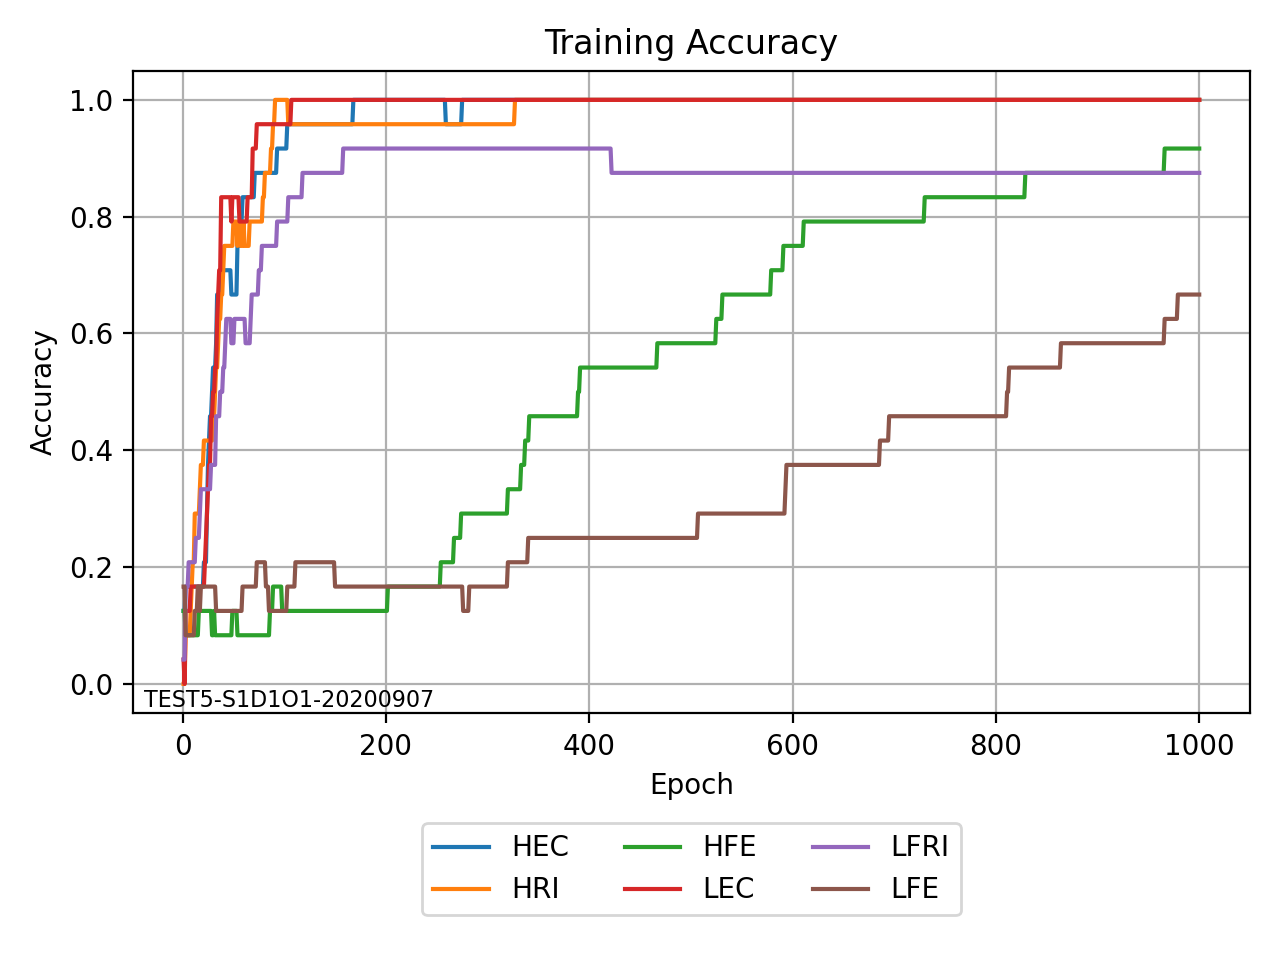 Training Accuracy
1.0
0.8
0.6
0.4
0.2
0.0
Accuracy
TEST5-S1D1O1-20200907
0 200 400 600 800 1000
Epoch
HEC HFE LFRI
HRI LEC LFE